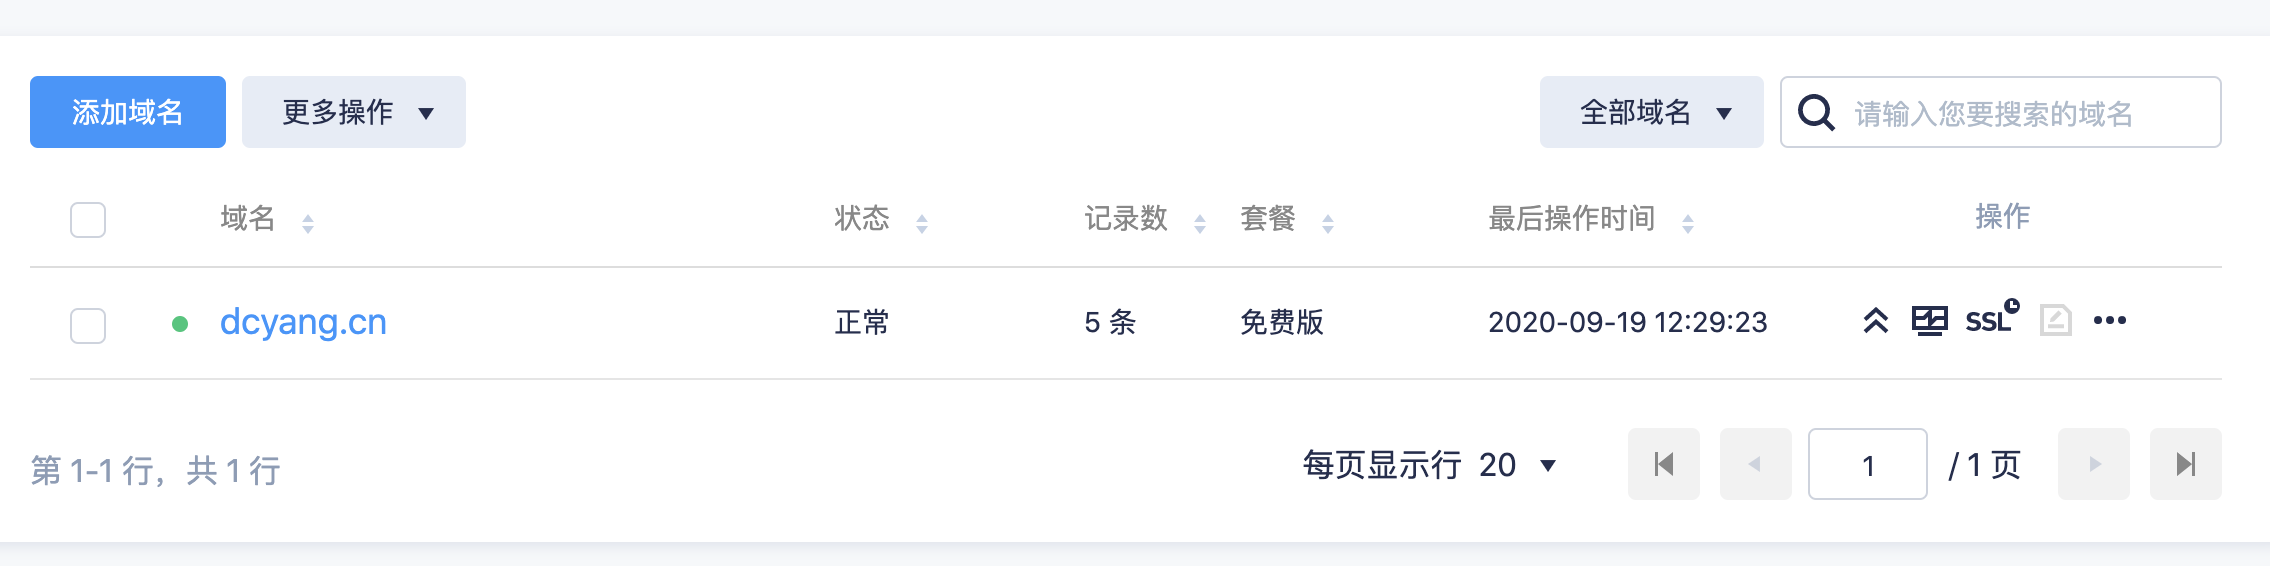 添加域名 更多操作 全部域名 请输入您要搜索的域名
域名 状态 记录数 套餐 最后操作时间 操作
dcyang.cn 正常 5 条 免费版 2020-09-19 12:29:23 SSL
第 1-1 行，共 1 行 每页显示行 20 1 / 1 页